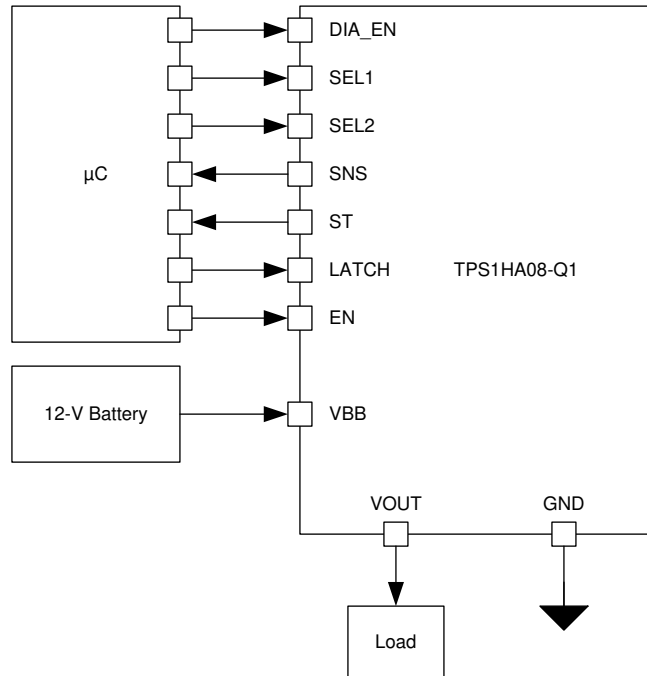 DIA_EN
SEL1
SEL2
µC
SNS
ST
LATCH
TPS1HA08-Q1
EN
12-V Battery
VBB
VOUT
GND
Load